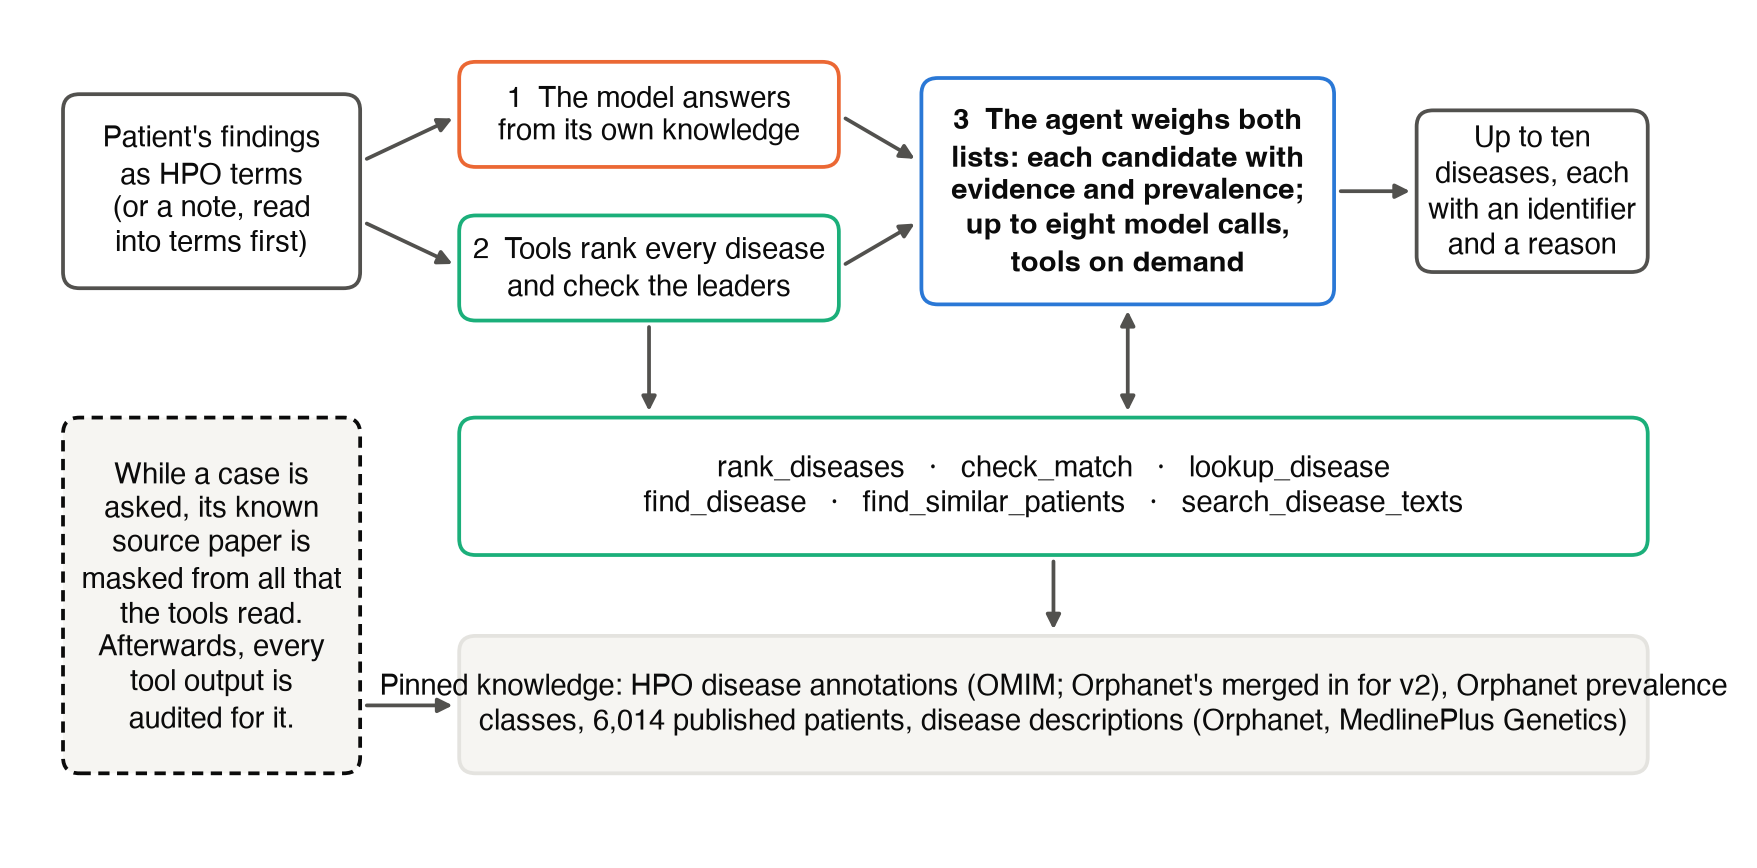 Patient's findings
as HPO terms
(or a note, read
into terms first)
1 The model answers
from its own knowledge
2 Tools rank every disease
and check the leaders
3 The agent weighs both
lists: each candidate with
evidence and prevalence;
up to eight model calls,
tools on demand
Up to ten
diseases, each
with an identifier
and a reason
While a case is
asked, its known
source paper is
masked from all that
the tools read.
Afterwards, every
tool output is
audited for it.
rank_diseases · check_match · lookup_disease
find_disease · find_similar_patients · search_disease_texts
Pinned knowledge: HPO disease annotations (OMIM; Orphanet's merged in for v2), Orphanet prevalence
classes, 6,014 published patients, disease descriptions (Orphanet, MedlinePlus Genetics)